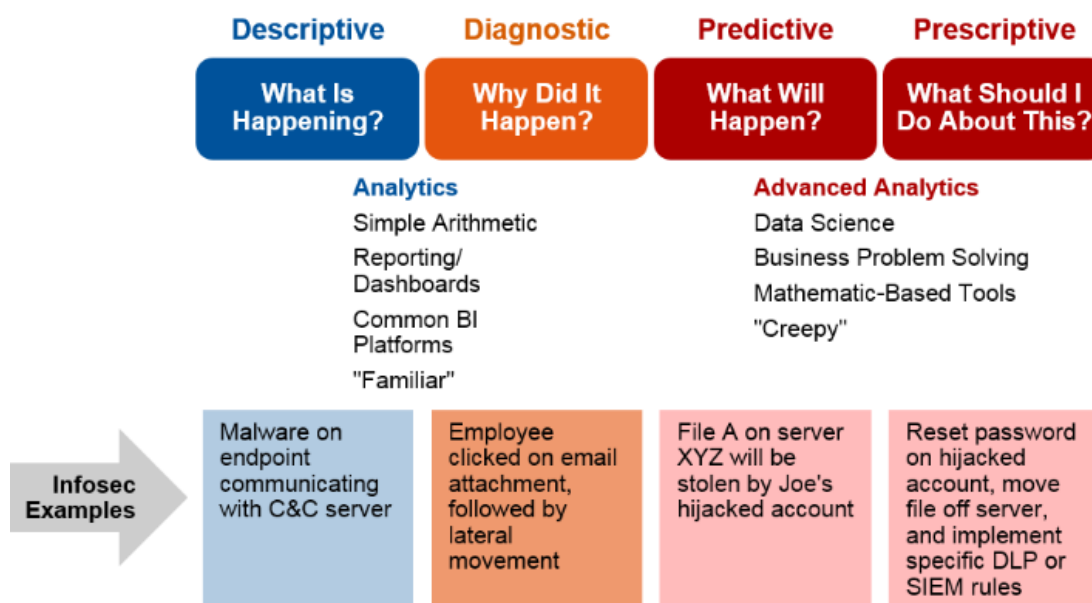 Descriptive
Diagnostic
Predictive
Prescriptive
What Is
Happening?
Why Did It
Happen?
What Will
Happen?
What Should I
Do About This?
Analytics
Simple Arithmetic
Reporting/
Dashboards
Common BI
Platforms
"Familiar"
Advanced Analytics
Data Science
Business Problem Solving
Mathematic-Based Tools
"Creepy"
Infosec
Examples
Malware on
endpoint
communicating
with C&C server
Employee
clicked on email
attachment,
followed by
lateral
movement
File A on server
XYZ will be
stolen by Joe's
hijacked account
Reset password
on hijacked
account, move
file off server,
and implement
specific DLP or
SIEM rules